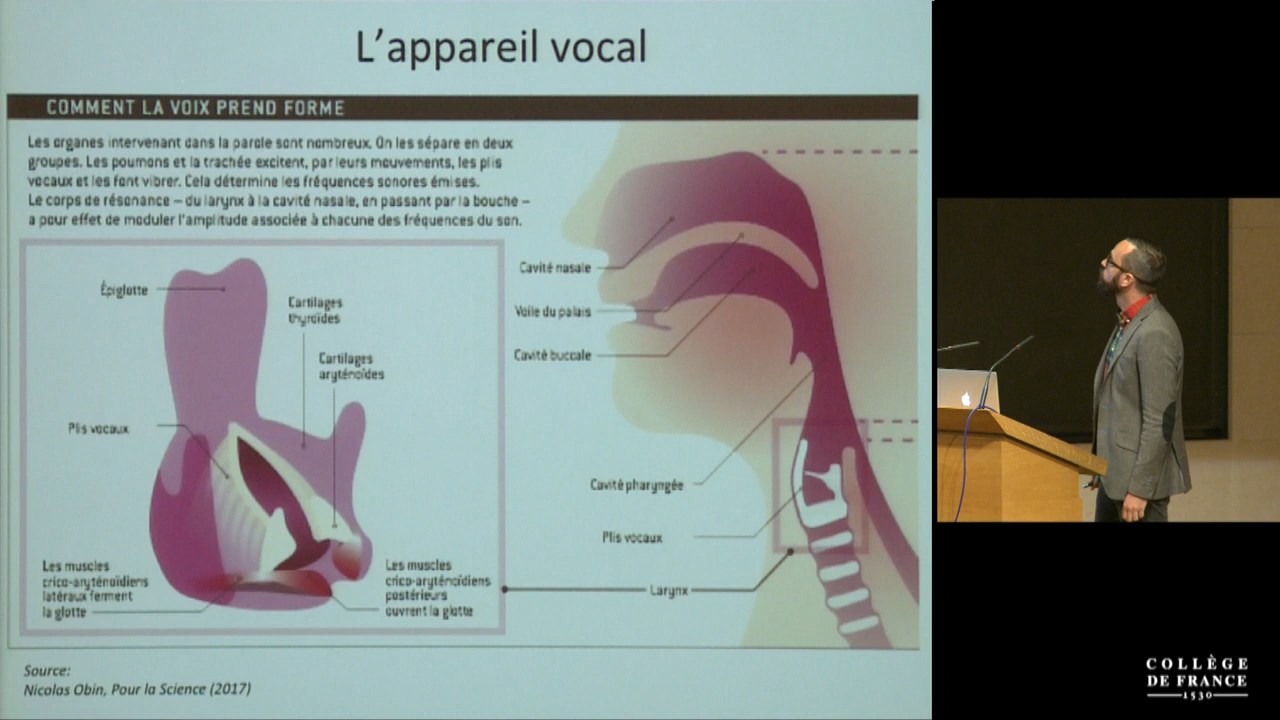 L'appareil vocal
COMMENT LA VOIX PREND FORME
Les organes intervenant dans la parole sont nombreux. On les sépare en deux
groupes. Les poumons et la trachée excitent, par leurs mouvements, les plis
vocaux et les font vibrer. Cela détermine les fréquences sonores émises.
Le corps de résonance – du larynx à la cavité nasale, en passant par la bouche –
a pour effet de moduler l'amplitude associée à chacune des fréquences du son.
Épiglotte
Cartilages
thyroïdes
Cartilages
aryténoïdes
Plis vocaux
Les muscles
crico-aryténoïdiens
latéraux ferment
la glotte
Les muscles
crico-aryténoïdiens
postérieurs
ouvrent la glotte
Cavité nasale
Voile du palais
Cavité buccale
Cavité pharyngée
Plis vocaux
Larynx
Source:
Nicolas Obin, Pour la Science (2017)
COLLÈGE
DE FRANCE
1530